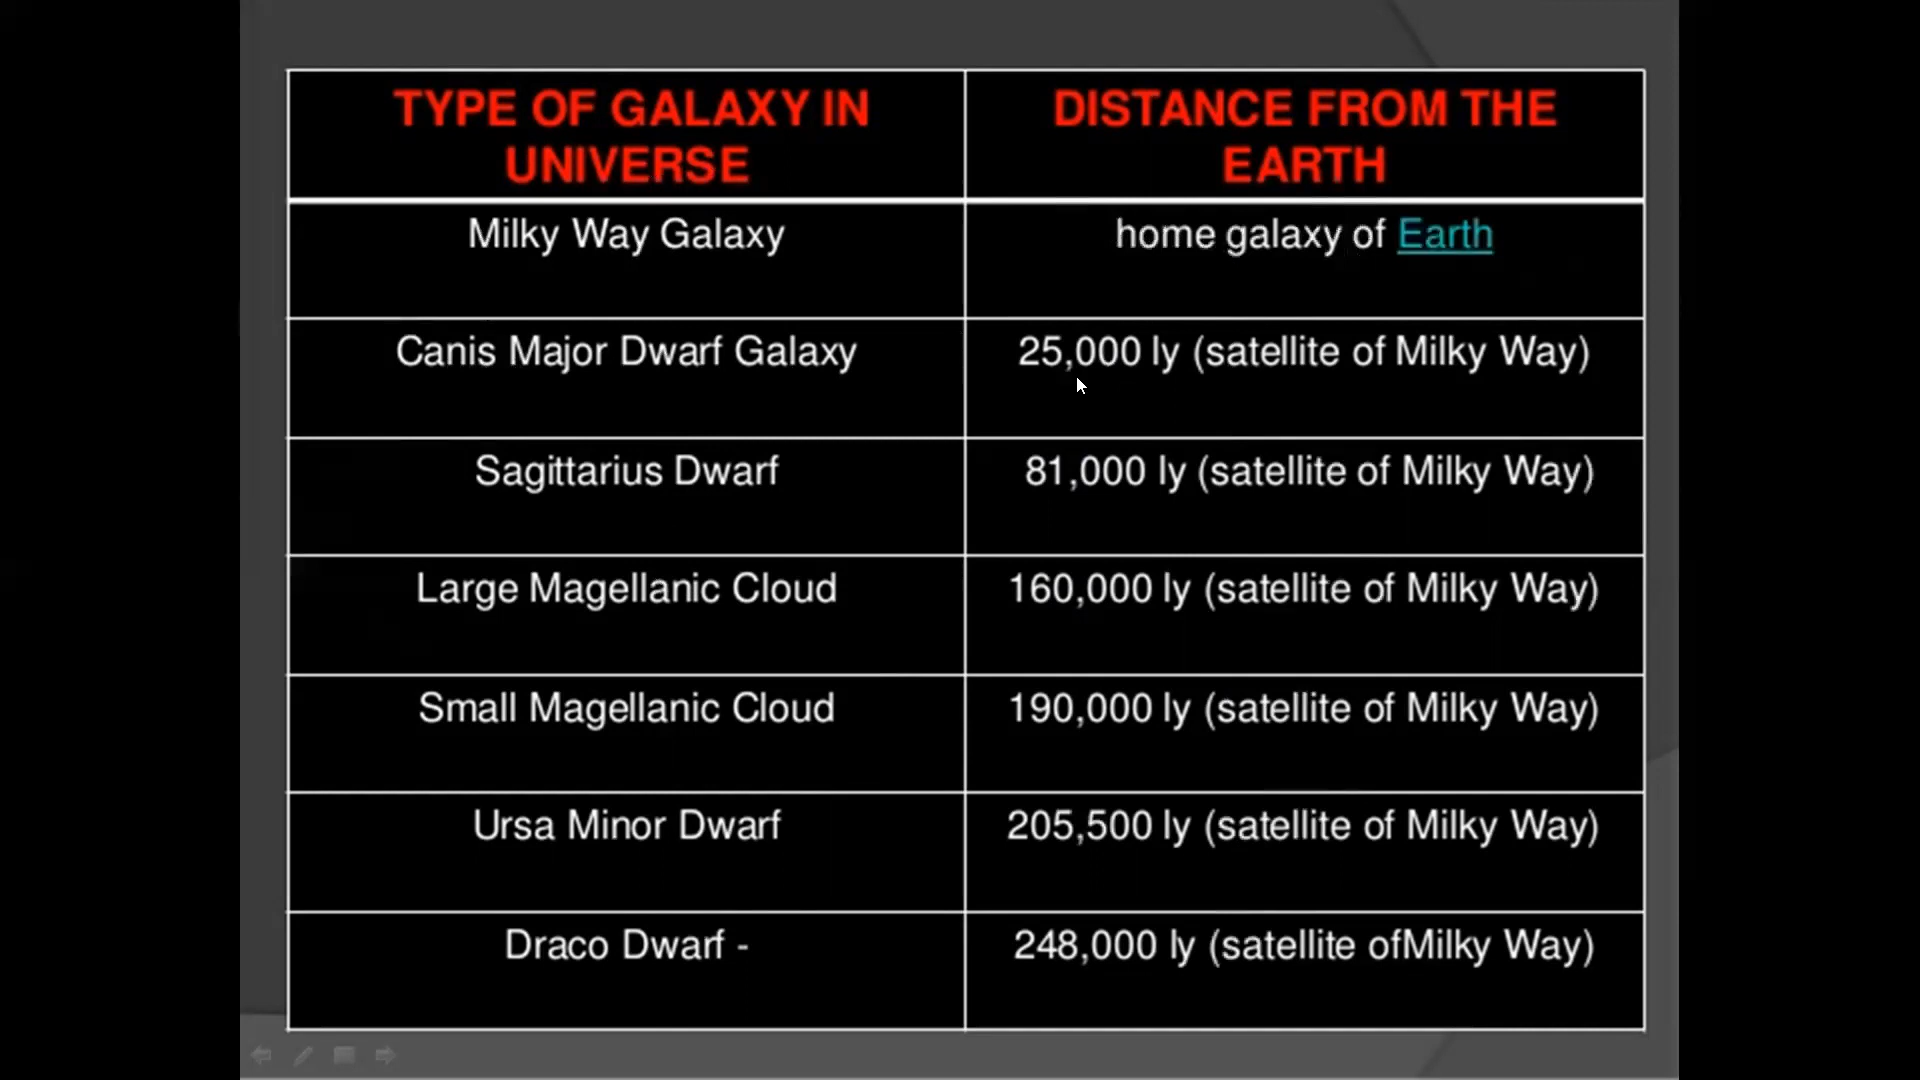 TYPE OF GALAXY IN
UNIVERSE
DISTANCE FROM THE
EARTH
Milky Way Galaxy
home galaxy of Earth
Canis Major Dwarf Galaxy
25,000 ly (satellite of Milky Way)
Sagittarius Dwarf
81,000 ly (satellite of Milky Way)
Large Magellanic Cloud
160,000 ly (satellite of Milky Way)
Small Magellanic Cloud
190,000 ly (satellite of Milky Way)
Ursa Minor Dwarf
205,500 ly (satellite of Milky Way)
Draco Dwarf -
248,000 ly (satellite ofMilky Way)